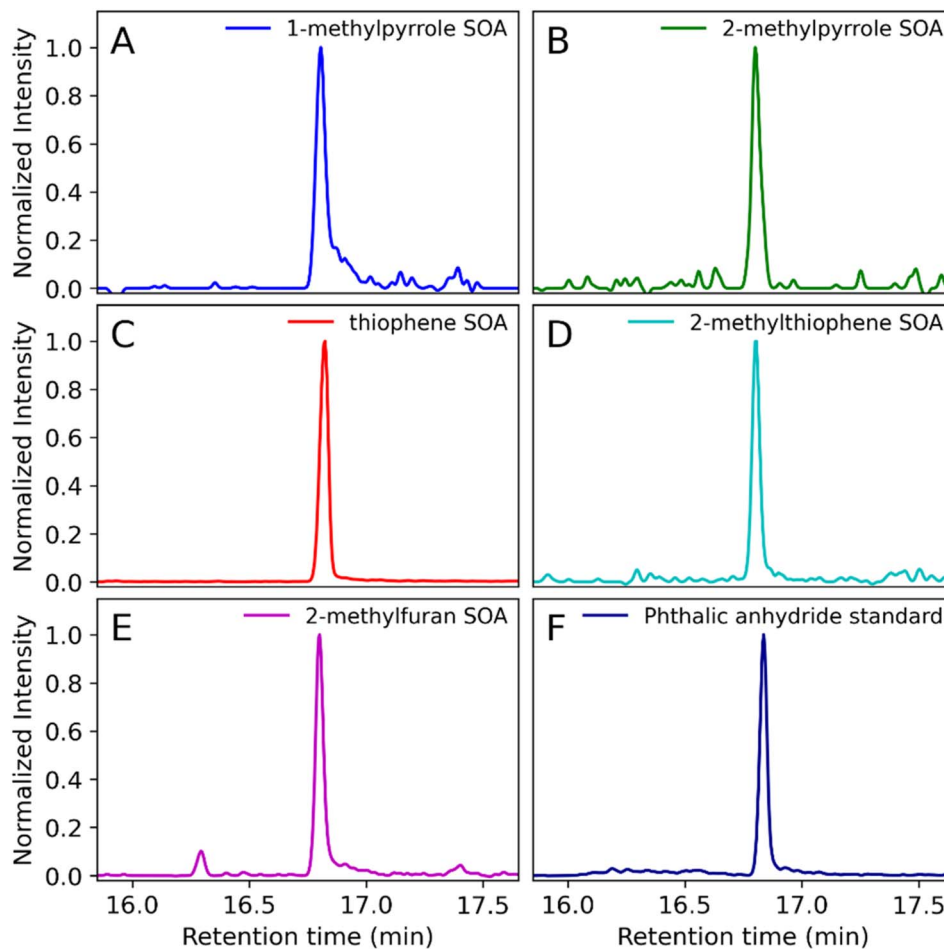 A
1-methylpyrrole SOA
B
2-methylpyrrole SOA
Normalized Intensity
1.0
0.8
0.6
0.4
0.2
0.0
C
thiophene SOA
D
2-methylthiophene SOA
Normalized Intensity
1.0
0.8
0.6
0.4
0.2
0.0
E
2-methylfuran SOA
F
Phthalic anhydride standard
Normalized Intensity
1.0
0.8
0.6
0.4
0.2
0.0
16.0 16.5 17.0 17.5
16.0 16.5 17.0 17.5
Retention time (min)
Retention time (min)